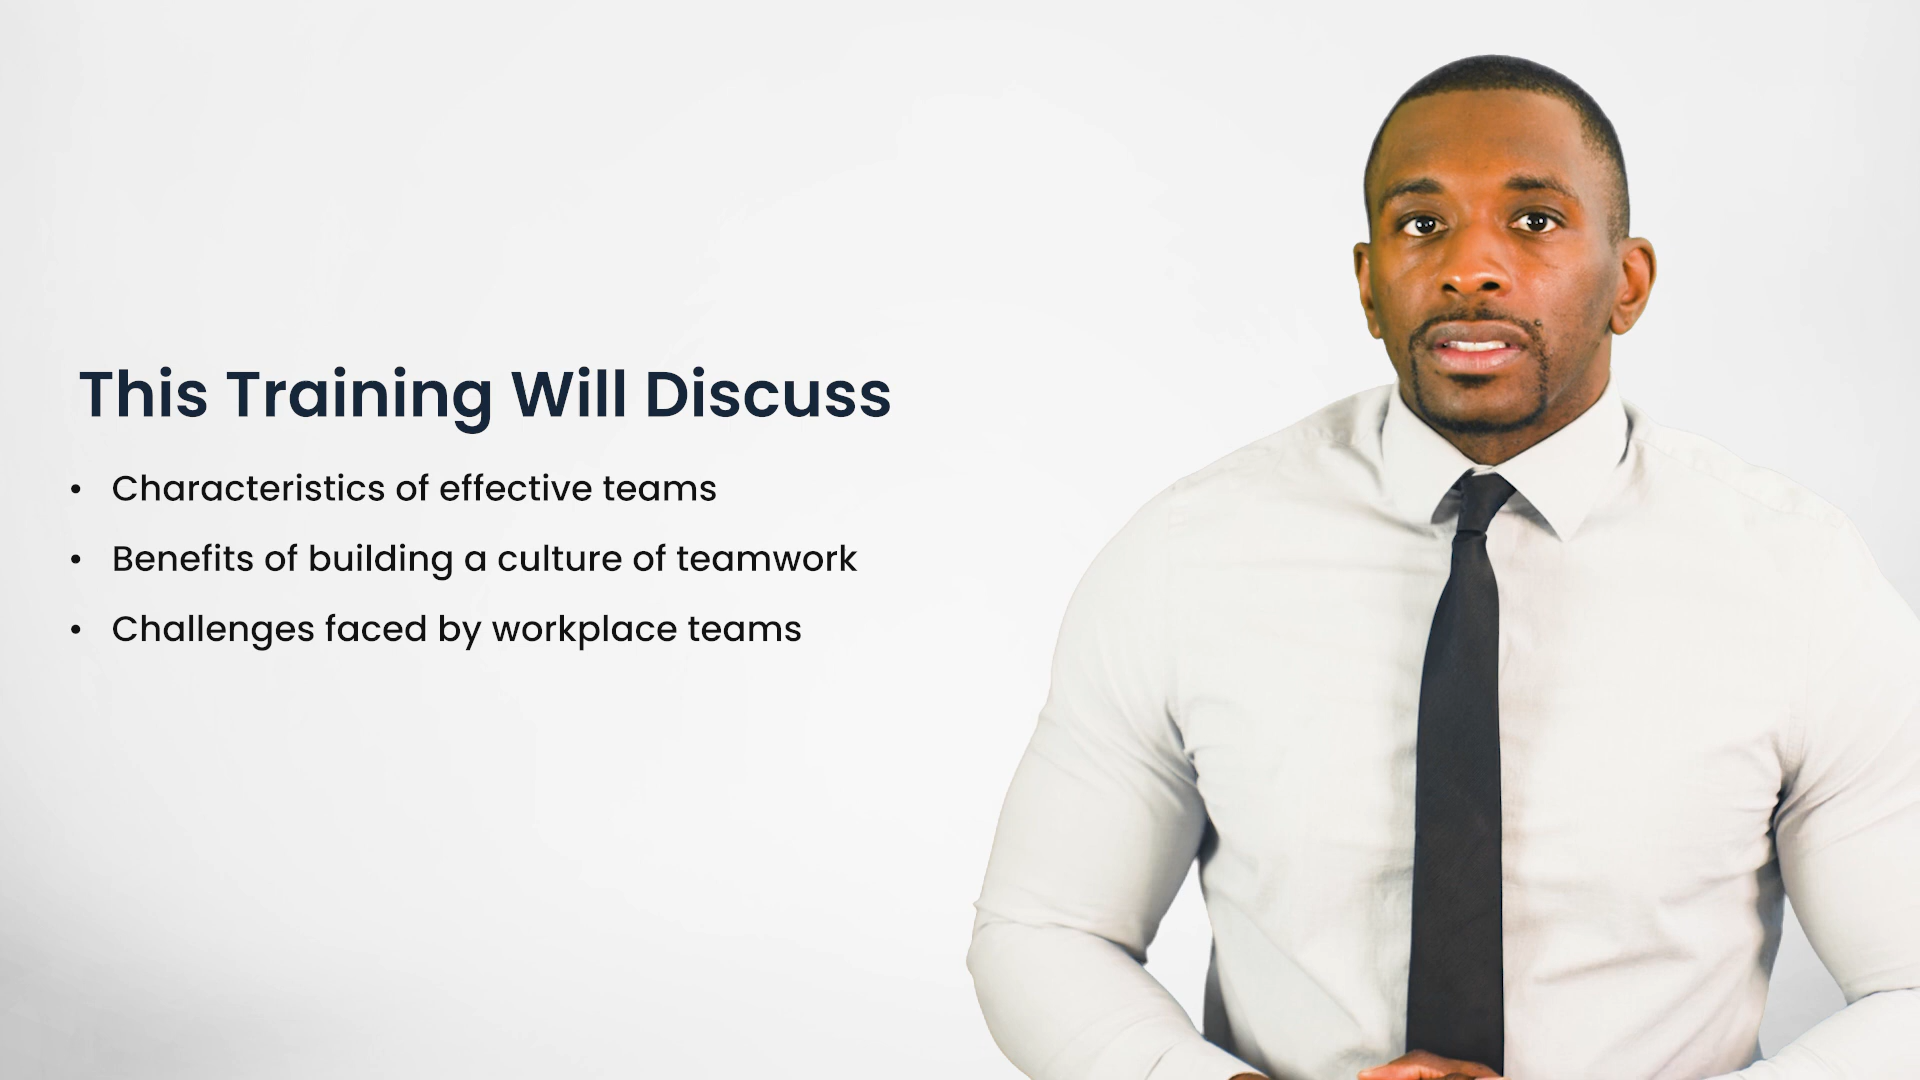 This Training Will Discuss
• Characteristics of effective teams
• Benefits of building a culture of teamwork
• Challenges faced by workplace teams